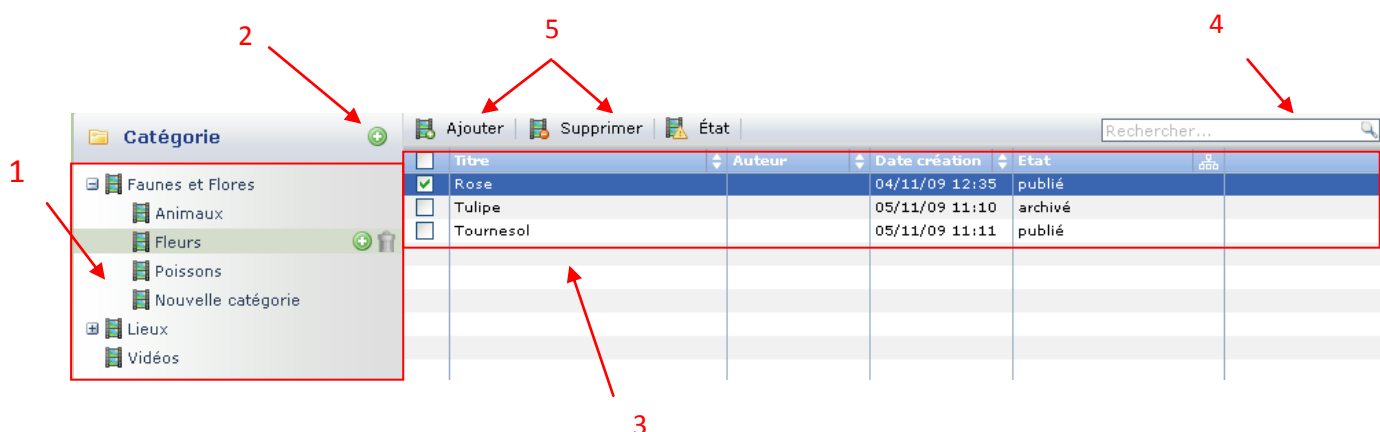 2 5 4
Catégorie
Ajouter Supprimer État Rechercher...
Titre Auteur Date création Etat
1
Faunes et Flores
Animaux
Fleurs
Poissons
Nouvelle catégorie
Lieux
Vidéos
Rose 04/11/09 12:35 publié
Tulipe 05/11/09 11:10 archivé
Tournesol 05/11/09 11:11 publié
3